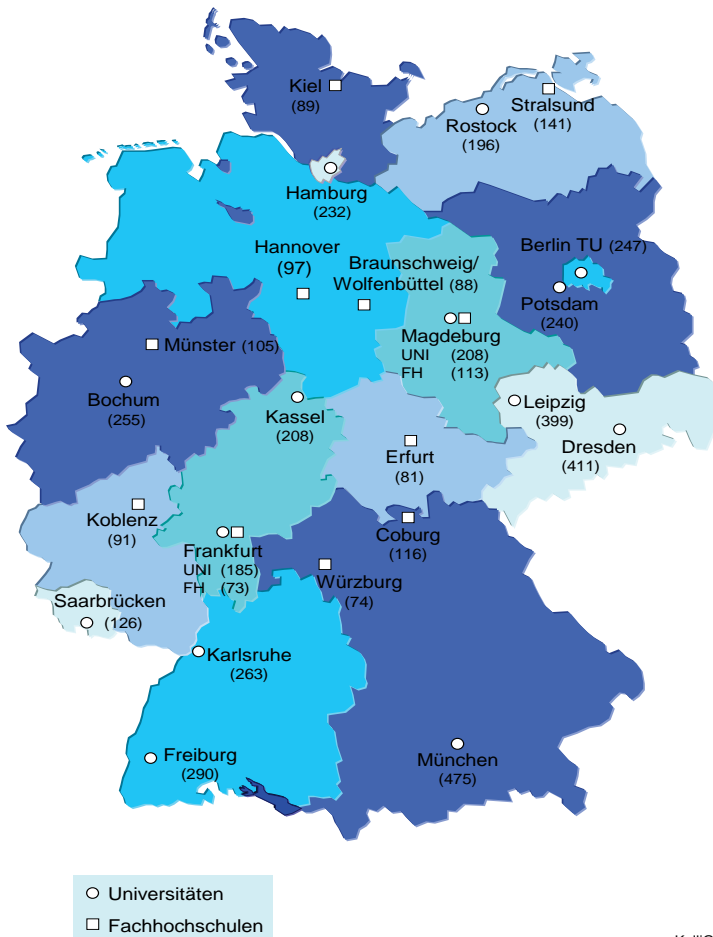 Kiel
(89)
Stralsund
(141)
Rostock
(196)
Hamburg
(232)
Hannover
(97)
Braunschweig/
Wolfenbüttel (88)
Berlin TU (247)
Potsdam
(240)
Münster (105)
Magdeburg
UNI (208)
FH (113)
Bochum
(255)
Kassel
(208)
Leipzig
(399)
Dresden
(411)
Erfurt
(81)
Koblenz
(91)
Coburg
(116)
Frankfurt
UNI (185)
FH (73)
Würzburg
(74)
Saarbrücken
(126)
Karlsruhe
(263)
Freiburg
(290)
München
(475)
Universitäten
Fachhochschulen